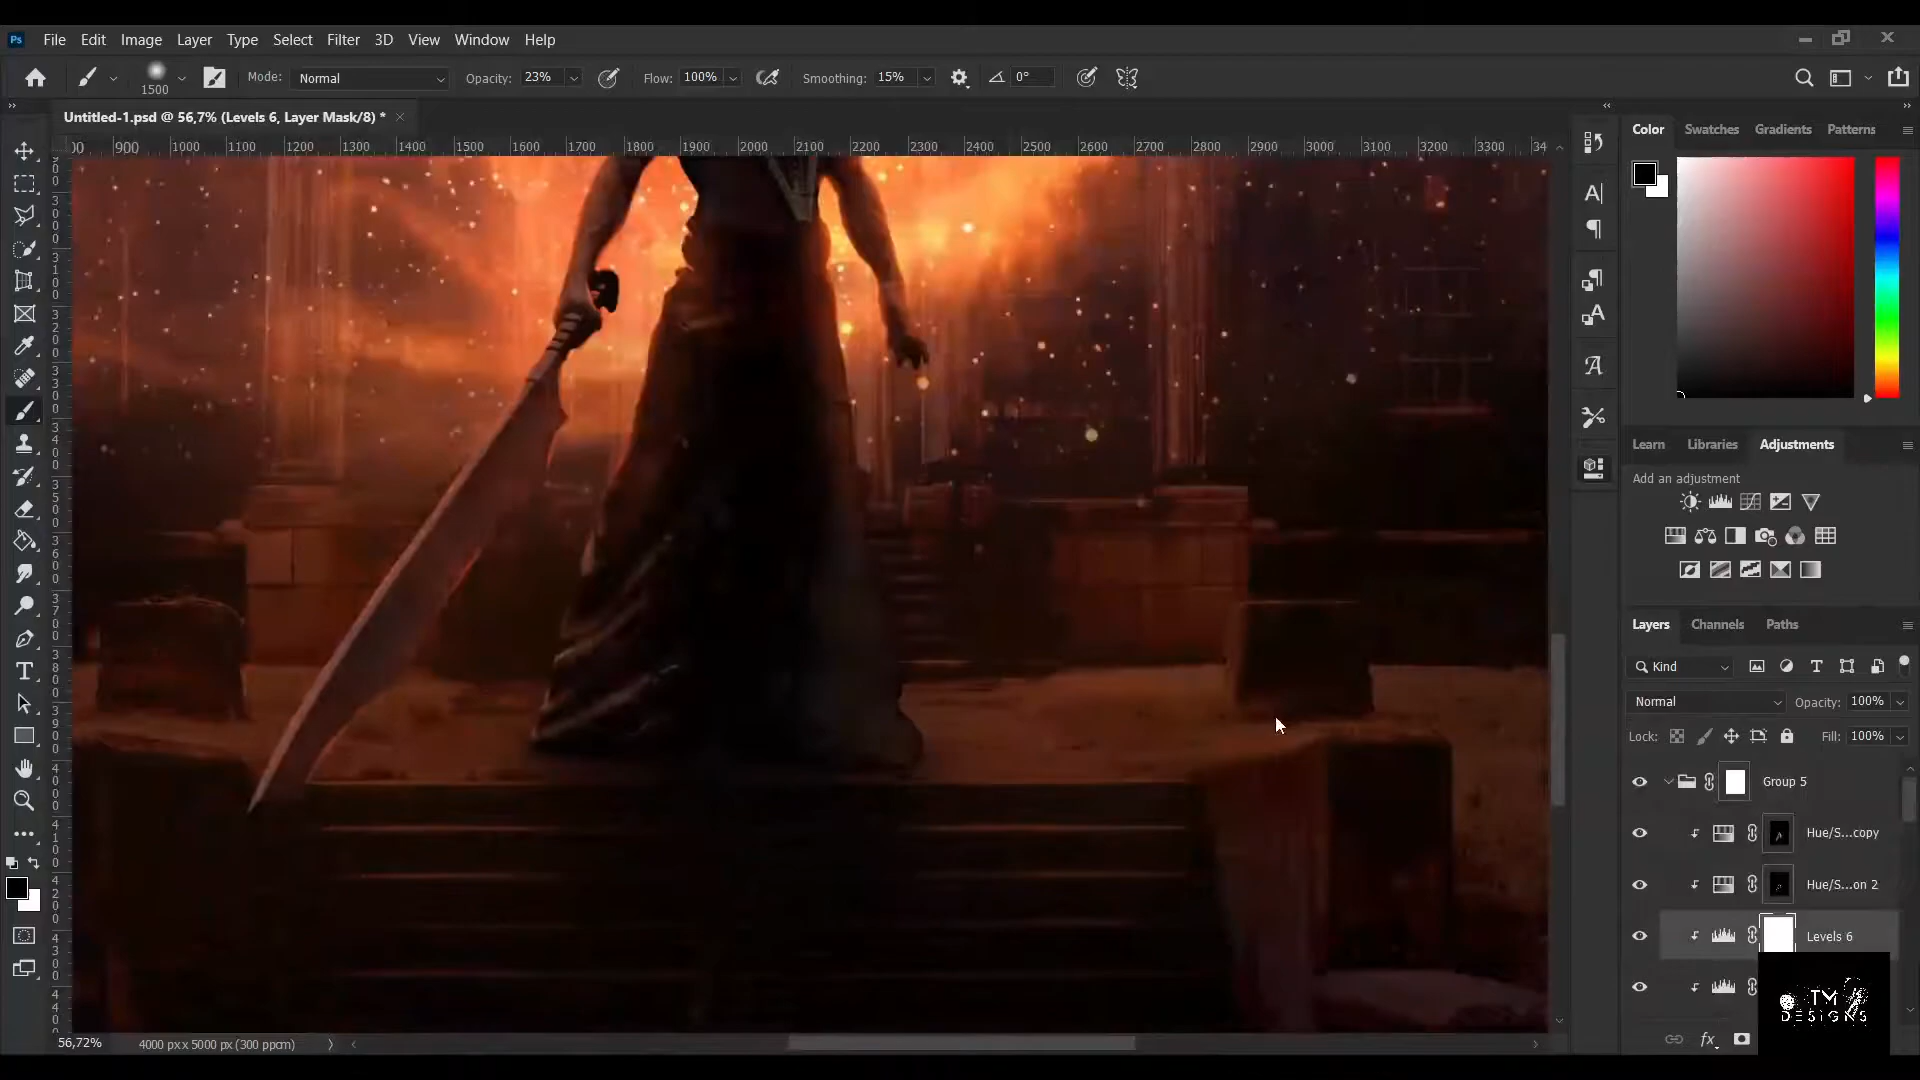 Ps File Edit Image Layer Type Select Filter 3D View Window Help
1500 Mode: Normal Opacity: 23% Flow: 100% Smoothing: 15% 0°
Untitled-1.psd @ 56,7% (Levels 6, Layer Mask/8) *
900 1000 1100 1200 1300 1400 1500 1600 1700 1800 1900 2000 2100 2200 2300 2400 2500 2600 2700 2800 2900 3000 3100 3200 3300 34
Color Swatches Gradients Patterns
Learn Libraries Adjustments
Add an adjustment
Layers Channels Paths
Kind
Normal Opacity: 100%
Lock: Fill: 100%
Group 5
Hue/S...copy
Hue/S...on 2
Levels 6
TM
DESIGNS
fx
56,72% 4000 px x 5000 px (300 ppcm)